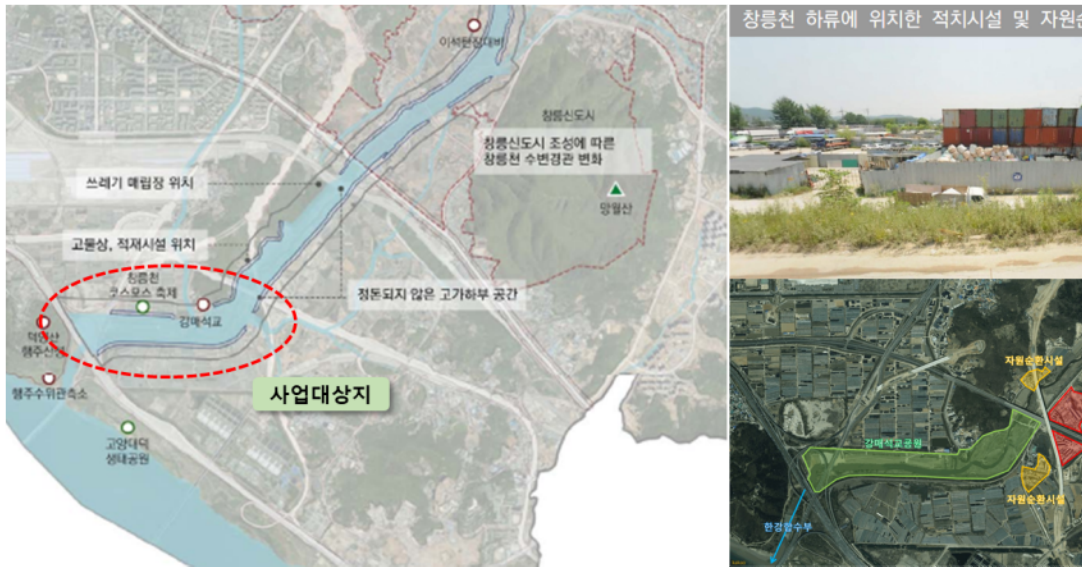 이석현장대비
창릉신도시
창릉신도시 조성에 따른
창릉천 수변경관 변화
망월산
쓰레기 매립장 위치
고물상, 적재시설 위치
창릉천
코스모스 축제
강매석교
정돈되지 않은 고가하부 공간
덕양산
행주산성
행주수위관측소
사업대상지
고양대덕
생태공원
창릉천 하류에 위치한 적치시설 및 자원순
자원순환시설
강매석교공원
자원순환시설
한강합수부